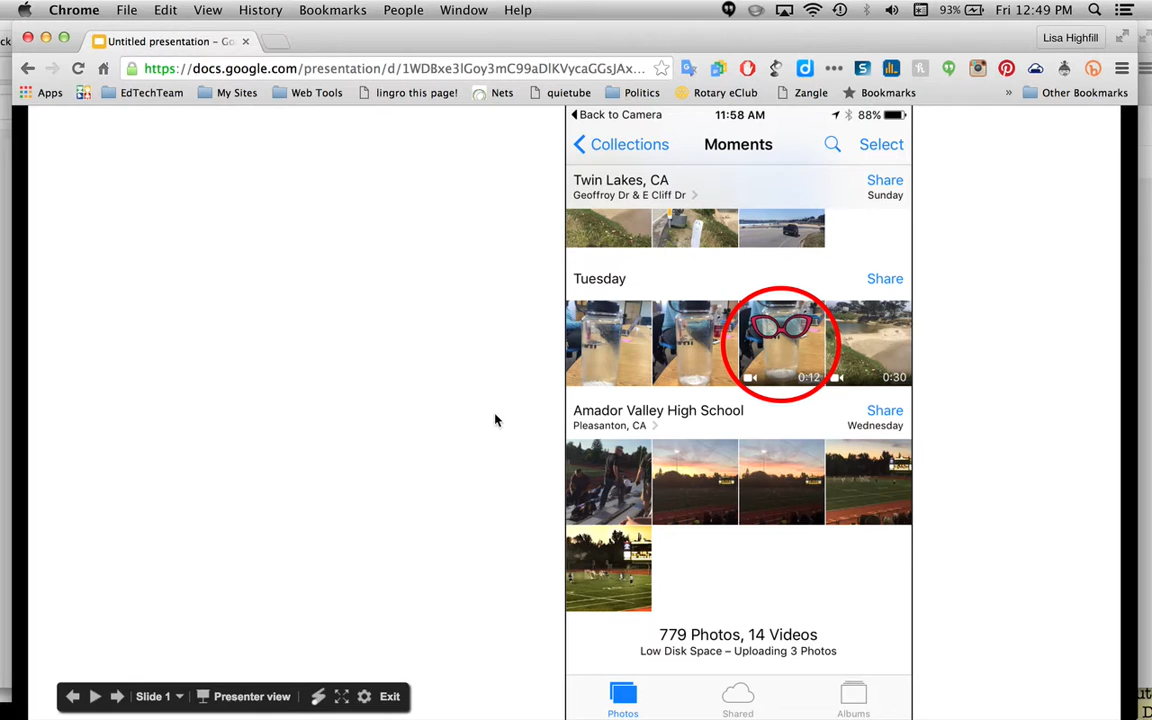 Chrome File Edit View History Bookmarks People Window Help 93% Fri 12:49 PM
Untitled presentation – Go Lisa Highfill
https://docs.google.com/presentation/d/1WDBxe3lGoy3mC99aDlKVycaGGsJAx...
Apps EdTechTeam My Sites Web Tools lingro this page! Nets quietube Politics Rotary eClub Zangle Bookmarks » Other Bookmarks
Back to Camera 11:58 AM 88%
Collections Moments Select
Twin Lakes, CA Share
Geoffroy Dr & E Cliff Dr Sunday
Tuesday Share
0:12 0:30
Amador Valley High School Share
Pleasanton, CA Wednesday
779 Photos, 14 Videos
Low Disk Space – Uploading 3 Photos
Slide 1 Presenter view Exit
Photos Shared Albums